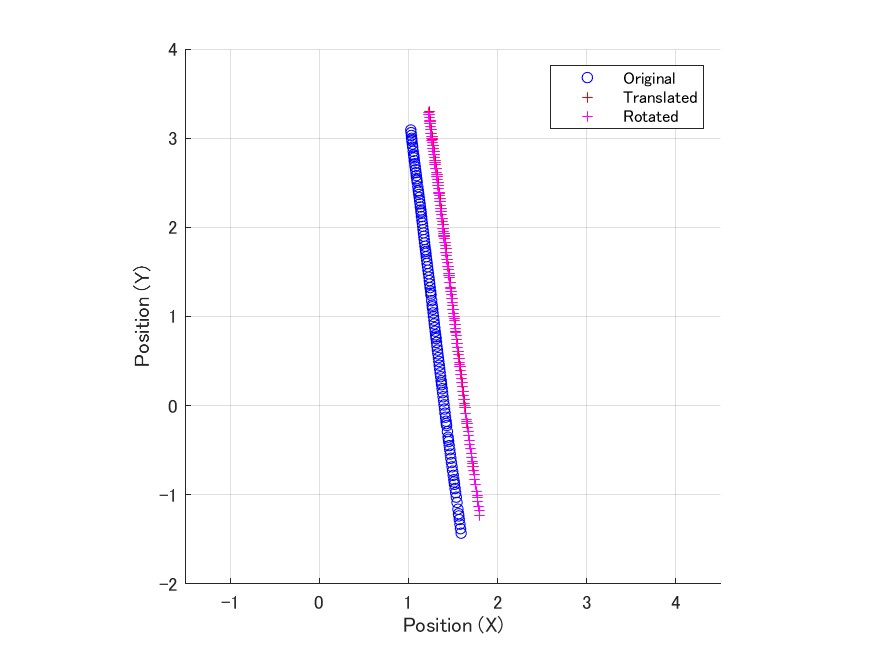 4
3
2
1
0
−1
−2
−1
0
1
2
3
4
Position (X)
Position (Y)
Original
Translated
Rotated